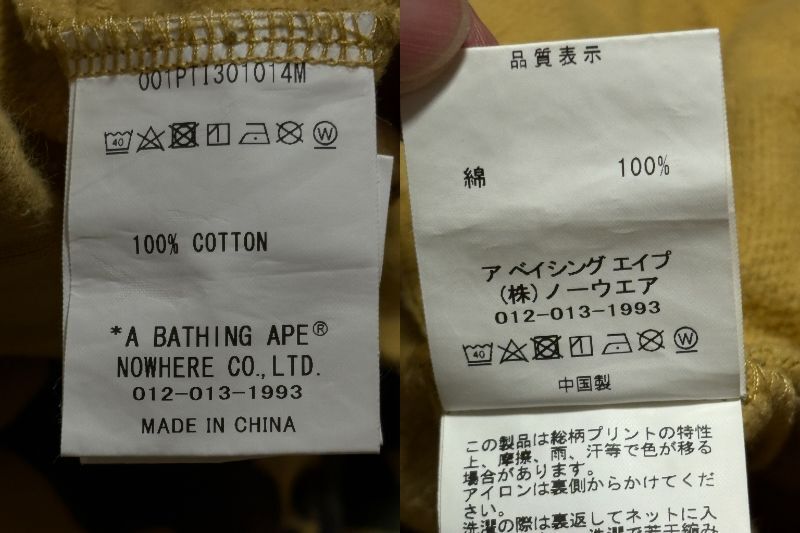 001PTI301014M
40
W
100% COTTON
*A BATHING APE®
NOWHERE CO.,LTD.
012-013-1993
MADE IN CHINA
品質表示
綿 100%
ア ベイシング エイプ
(株)ノーウエア
012-013-1993
40
W
中国製
この製品は総柄プリントの特性
上、摩擦、雨、汗等で色が移る
場合があります。
アイロンは裏側からかけてくだ
さい。
洗濯の際は裏返してネットに入